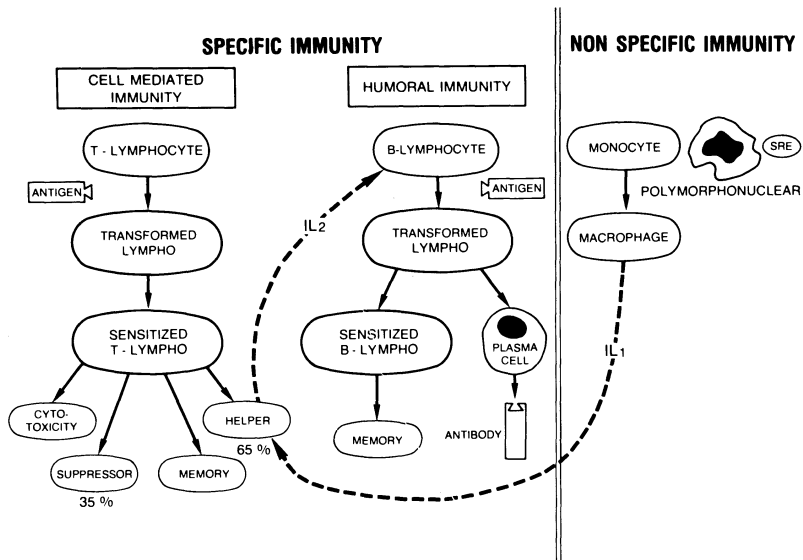 SPECIFIC IMMUNITY
NON SPECIFIC IMMUNITY
CELL MEDIATED
IMMUNITY
HUMORAL IMMUNITY
T - LYMPHOCYTE
ANTIGEN
TRANSFORMED
LYMPHO
SENSITIZED
T - LYMPHO
CYTO-
TOXICITY
SUPPRESSOR
35 %
MEMORY
HELPER
65 %
IL2
B-LYMPHOCYTE
ANTIGEN
TRANSFORMED
LYMPHO
SENSITIZED
B - LYMPHO
MEMORY
PLASMA
CELL
ANTIBODY
MONOCYTE
SRE
POLYMORPHONUCLEAR
MACROPHAGE
IL1